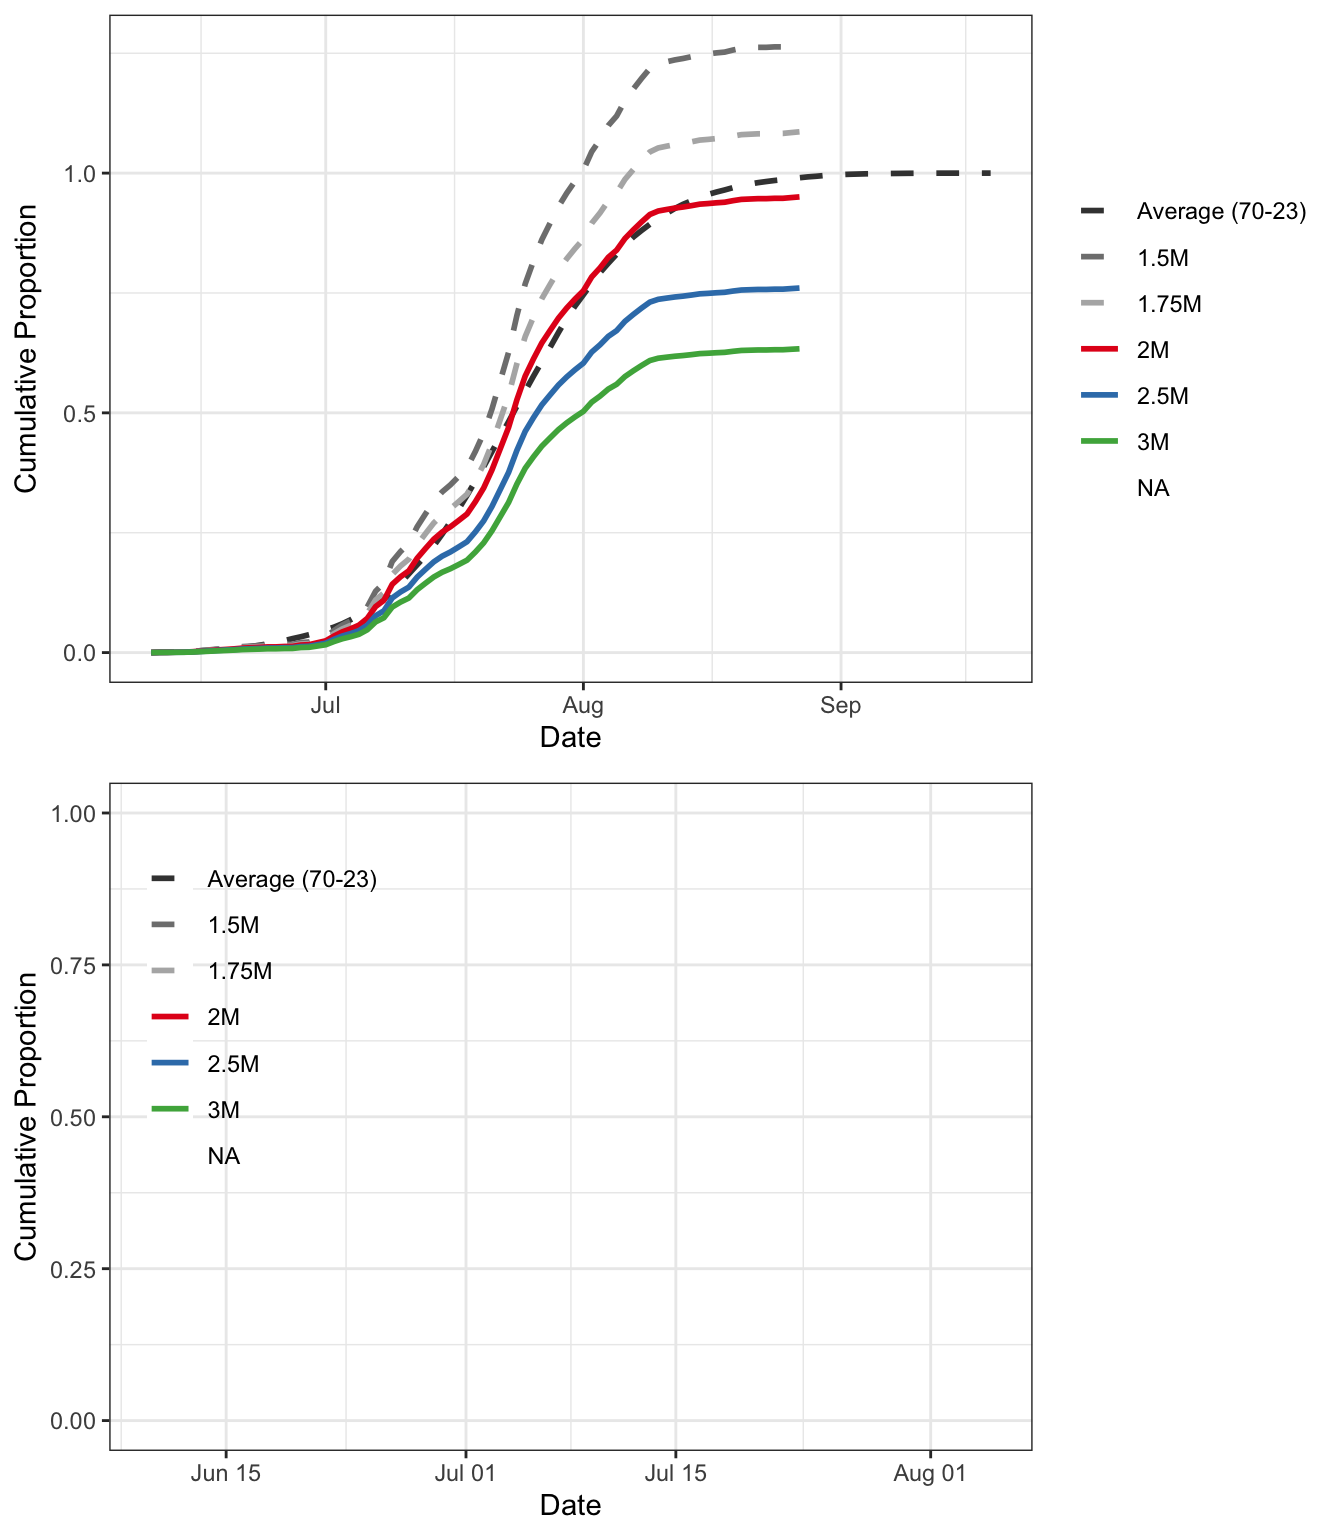 Cumulative Proportion
1.0
0.5
0.0
Jul
Aug
Sep
Date
Average (70-23)
1.5M
1.75M
2M
2.5M
3M
NA
Cumulative Proportion
1.00
0.75
0.50
0.25
0.00
Average (70-23)
1.5M
1.75M
2M
2.5M
3M
NA
Jun 15
Jul 01
Jul 15
Aug 01
Date